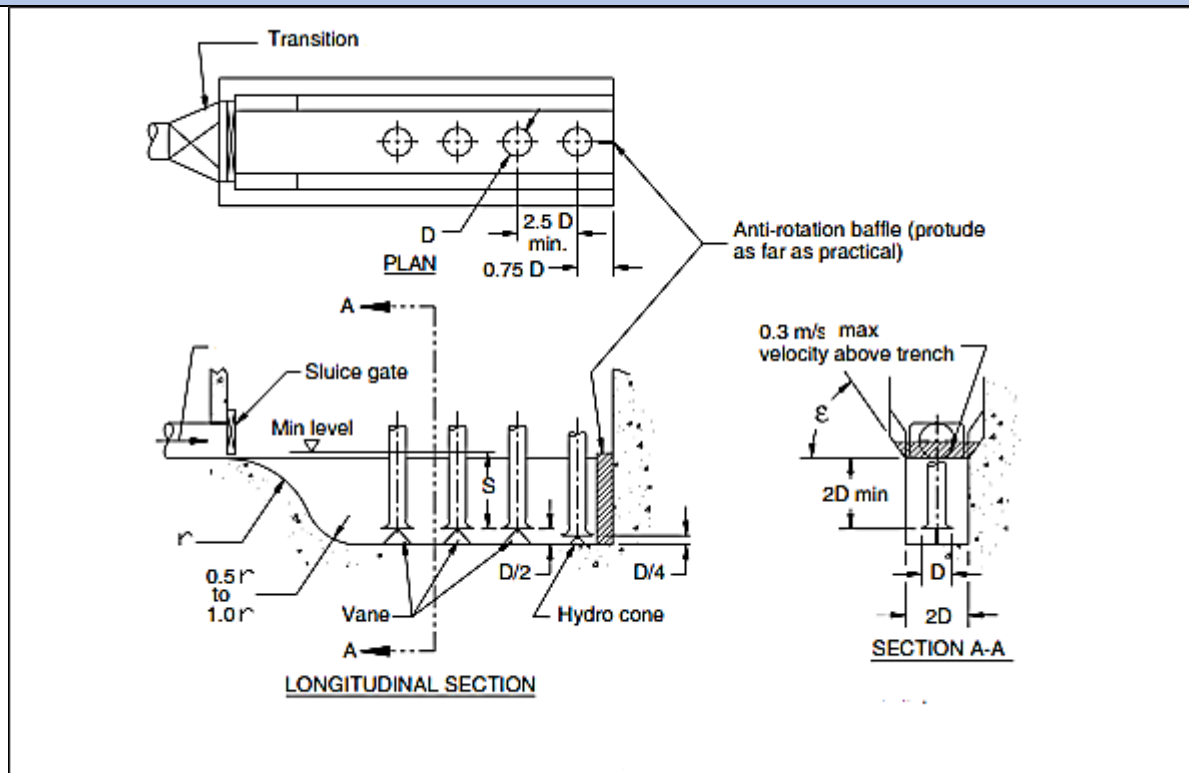 Transition
D
2.5 D
min.
PLAN
0.75 D
Anti-rotation baffle (protude
as far as practical)
A
Sluice gate
Min level
S
r
0.5 r
to
1.0 r
Vane
D/2
D/4
Hydro cone
A
LONGITUDINAL SECTION
0.3 m/s max
velocity above trench
ε
2D min
D
2D
SECTION A-A